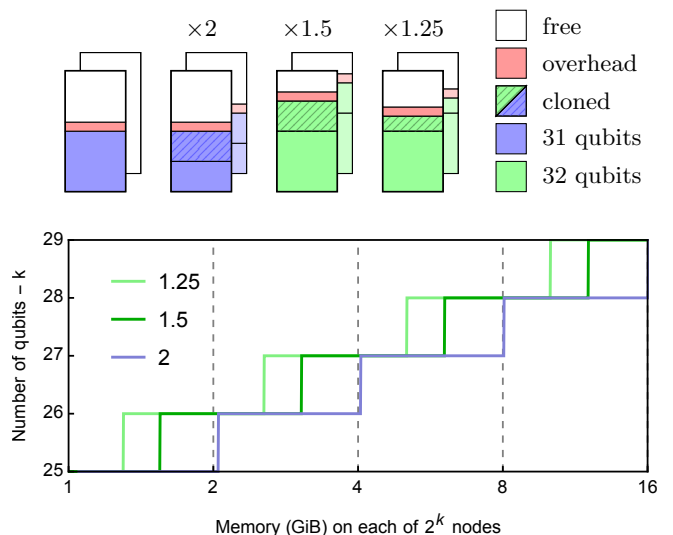 ×2 ×1.5 ×1.25
free
overhead
cloned
31 qubits
32 qubits
Number of qubits − k
29
28
27
26
25
1.25
1.5
2
1 2 4 8 16
Memory (GiB) on each of 2^k nodes